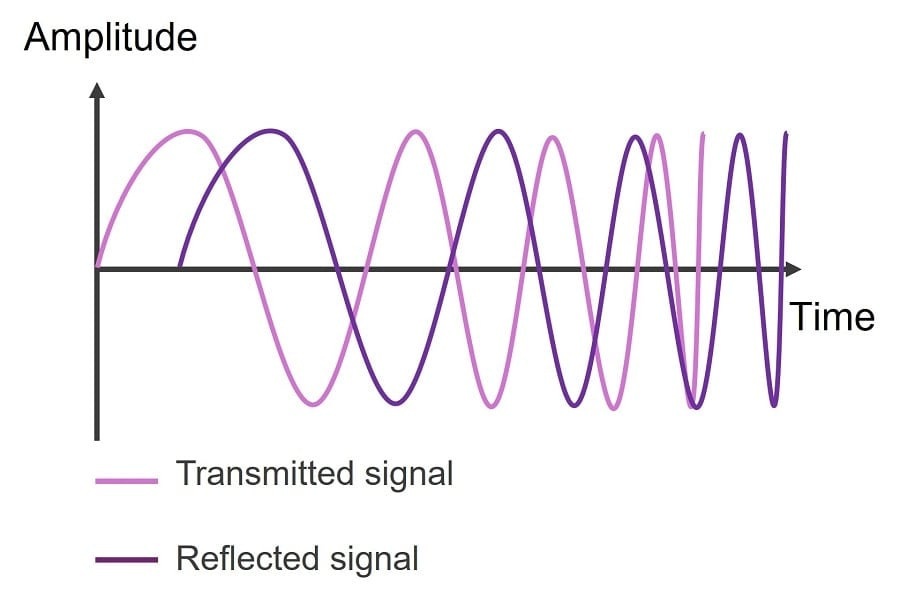 Amplitude
Time
Transmitted signal
Reflected signal